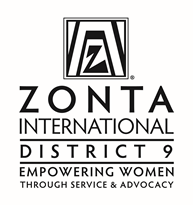 Z
®
ZONTA
INTERNATIONAL
DISTRICT 9
EMPOWERING WOMEN
THROUGH SERVICE & ADVOCACY